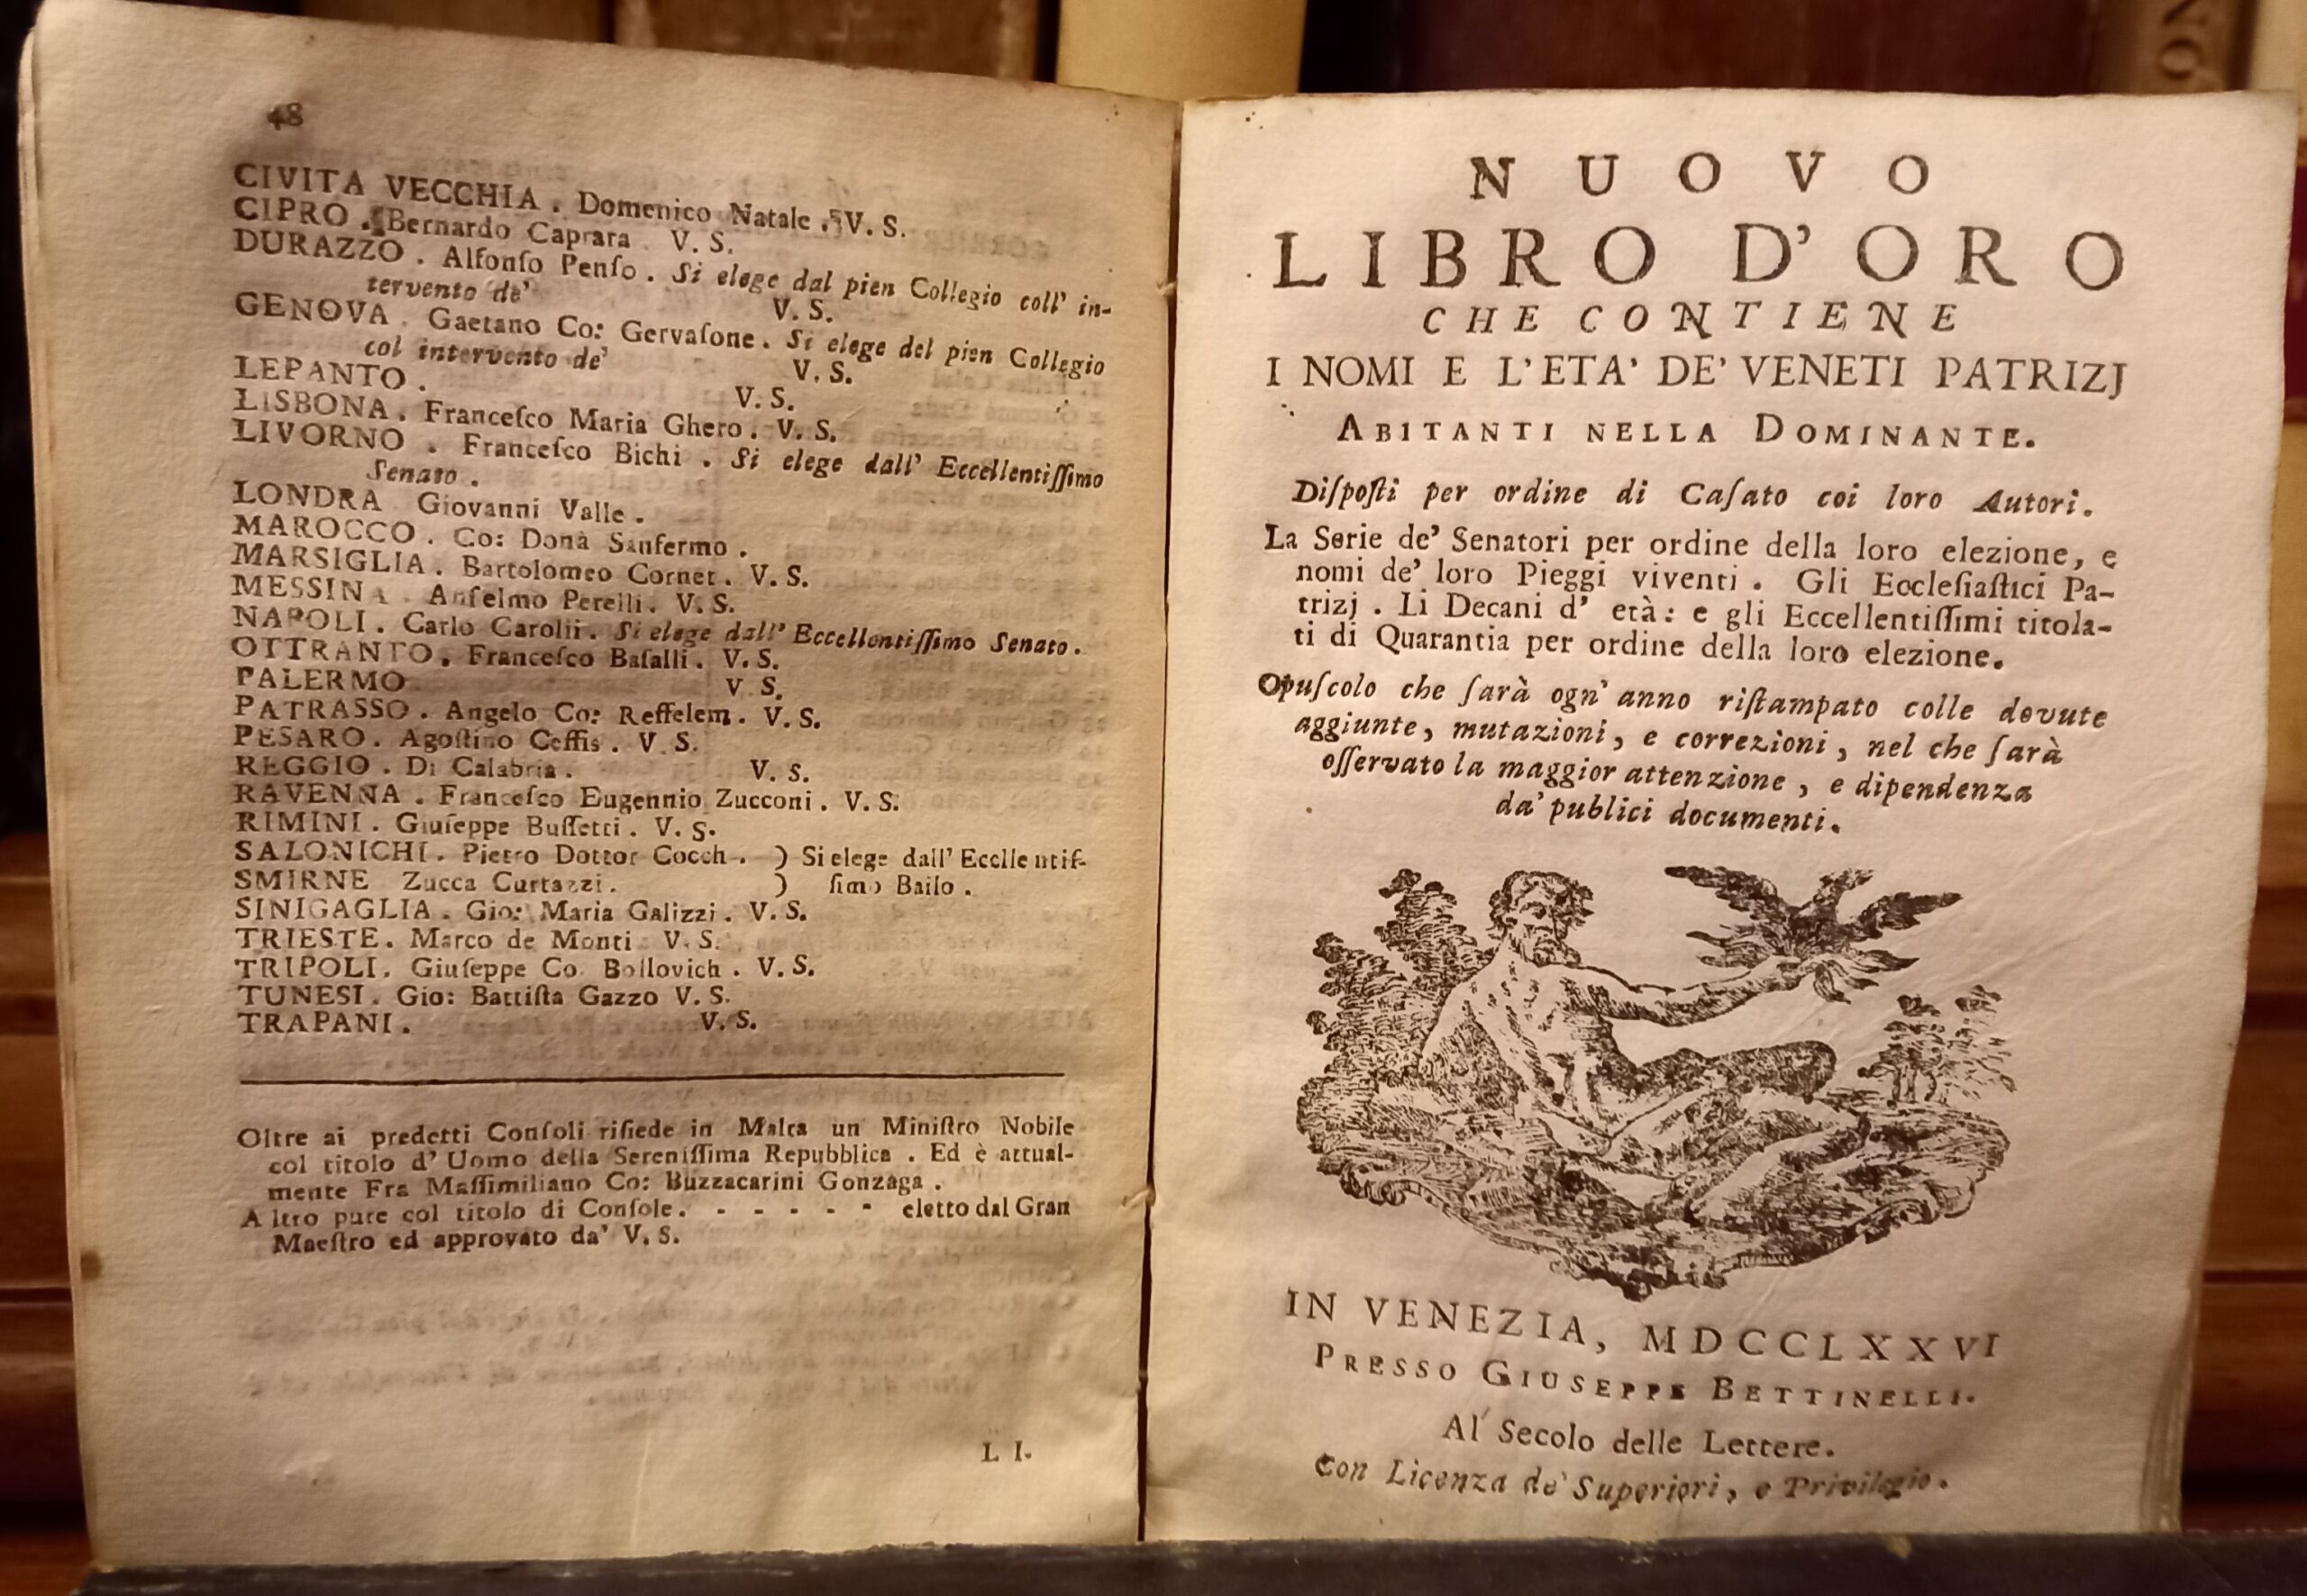 48
CIVITA VECCHIA . Domenico Natale . V. S.
CIPRO . Bernardo Caprara V. S.
DURAZZO . Alfonſo Penſo . Si elege dal pien Collegio coll' in-
tervento de' V. S.
GENOVA . Gaetano Co: Gervaſone . Si elege del pien Collegio
col intervento de' V. S.
LEPANTO . V. S.
LISBONA . Franceſco Maria Ghero . V. S.
LIVORNO . Franceſco Bichi . Si elege dall' Eccellentiſſimo
Senato .
LONDRA Giovanni Valle .
MAROCCO . Co: Donà Sanfermo .
MARSIGLIA . Bartolomeo Cornet . V. S.
MESSINA . Anſelmo Perelli . V. S.
NAPOLI . Carlo Carolii . Si elege dall' Eccellentiſſimo Senato .
OTTRANTO . Franceſco Baſalli . V. S.
PALERMO V S.
PATRASSO . Angelo Co: Reffelem . V. S.
PESARO . Agoſtino Ceffis . V. S.
REGGIO . Di Calabria . V. S.
RAVENNA . Franceſco Eugennio Zucconi . V. S.
RIMINI . Giuſeppe Buſſetti . V. S.
SALONICHI . Pietro Dottor Cocch . ) Si elege dall' Ecclle ntiſ-
SMIRNE Zucca Curtazzi . ) ſimo Bailo .
SINIGAGLIA . Gio: Maria Galizzi . V. S.
TRIESTE . Marco de Monti V. S.
TRIPOLI . Giuſeppe Co. Bollovich . V. S.
TUNESI . Gio: Battiſta Gazzo V. S.
TRAPANI . V. S.
Oltre ai predetti Conſoli riſiede in Malta un Miniſtro Nobile
col titolo d' Uomo della Sereniſſima Repubblica . Ed è attual-
mente Fra Maſſimiliano Co: Buzzacarini Gonzaga .
A ltro pure col titolo di Conſole . - - - - - eletto dal Gran
Maeſtro ed approvato da' V. S.
L I.
NUOVO
LIBRO D'ORO
CHE CONTIENE
I NOMI E L'ETA' DE' VENETI PATRIZJ
ABITANTI NELLA DOMINANTE.
Diſpoſti per ordine di Caſato coi loro Autori.
La Serie de' Senatori per ordine della loro elezione, e
nomi de' loro Pieggi viventi . Gli Eccleſiaſtici Pa-
trizj . Li Decani d' età : e gli Eccellentiſſimi titola-
ti di Quarantia per ordine della loro elezione.
Opuſcolo che ſarà ogn' anno riſtampato colle dovute
aggiunte, mutazioni, e correzioni, nel che ſarà
oſſervato la maggior attenzione, e dipendenza
da' publici documenti.
IN VENEZIA, MDCCLXXVI
PRESSO GIUSEPPE BETTINELLI.
Al Secolo delle Lettere.
Con Licenza de' Superiori, e Privilegio.
ON